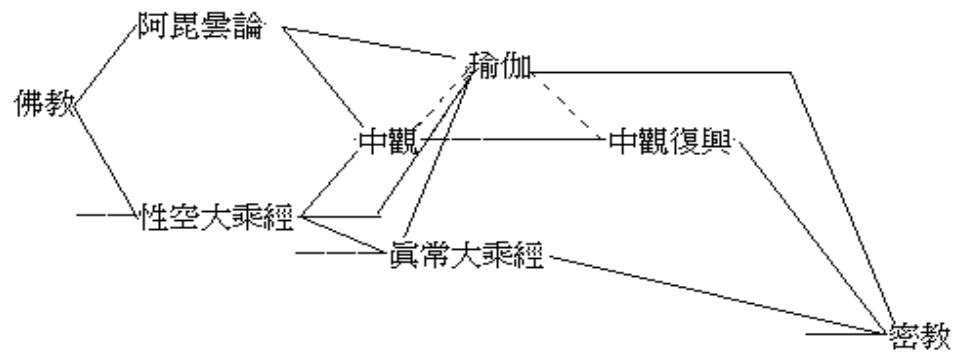 阿毘曇論
瑜伽
佛教
中觀
中觀復興
性空大乘經
眞常大乘經
密教